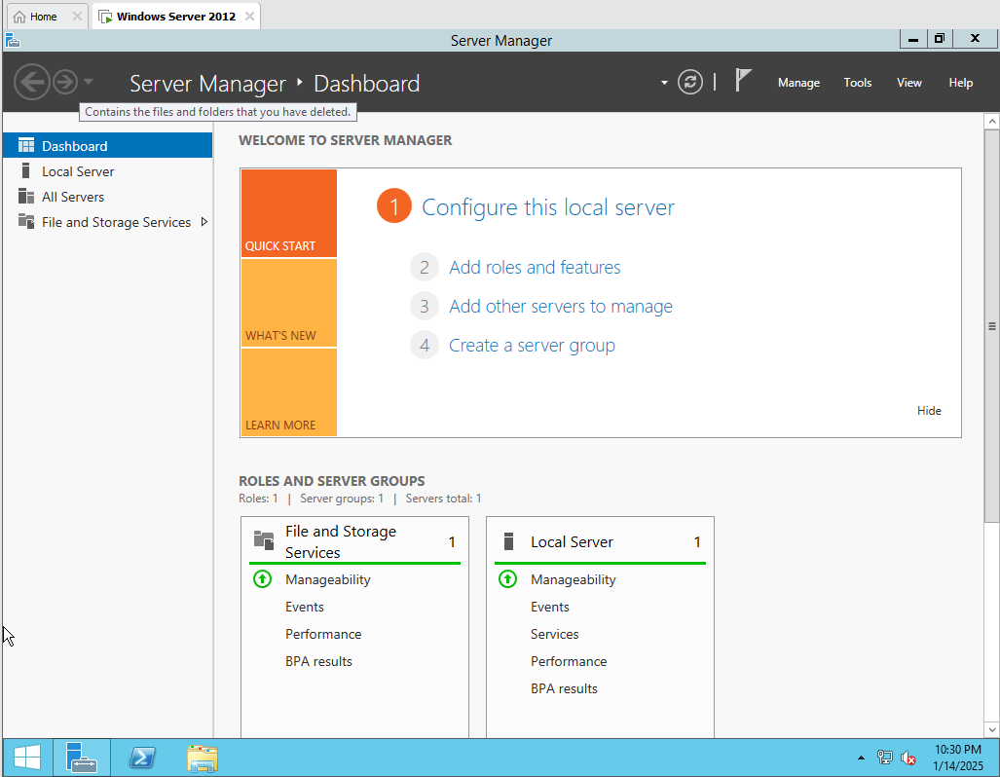 Home
Windows Server 2012
Server Manager
Server Manager Dashboard
Manage Tools View Help
Contains the files and folders that you have deleted.
Dashboard
Local Server
All Servers
File and Storage Services
WELCOME TO SERVER MANAGER
QUICK START
WHAT'S NEW
LEARN MORE
1 Configure this local server
2 Add roles and features
3 Add other servers to manage
4 Create a server group
Hide
ROLES AND SERVER GROUPS
Roles: 1 | Server groups: 1 | Servers total: 1
File and Storage
Services
1
Manageability
Events
Performance
BPA results
Local Server 1
Manageability
Events
Services
Performance
BPA results
10:30 PM
1/14/2025